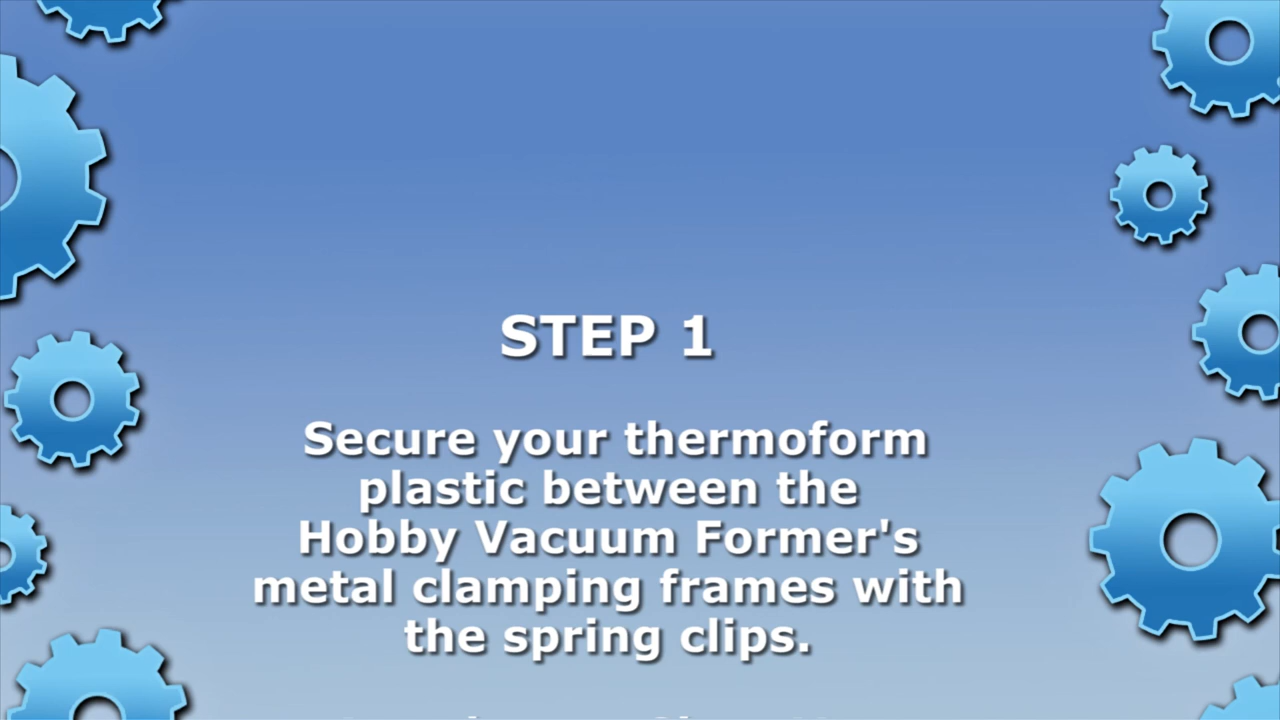 STEP 1
Secure your thermoform
plastic between the
Hobby Vacuum Former's
metal clamping frames with
the spring clips.